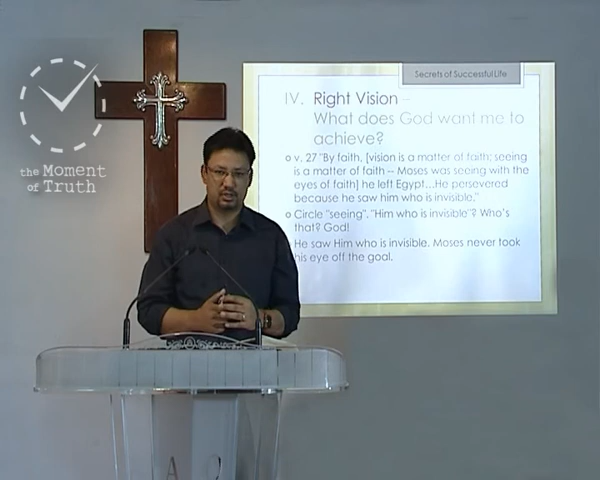 the Moment
of Truth
Secrets of Successful Life
IV. Right Vision –
What does God want me to
achieve?
v. 27 "By faith, [vision is a matter of faith; seeing
is a matter of faith -- Moses was seeing with the
eyes of faith] he left Egypt...He persevered
because he saw him who is invisible."
Circle "seeing". "Him who is invisible"? Who's
that? God!
He saw Him who is invisible. Moses never took
his eye off the goal.